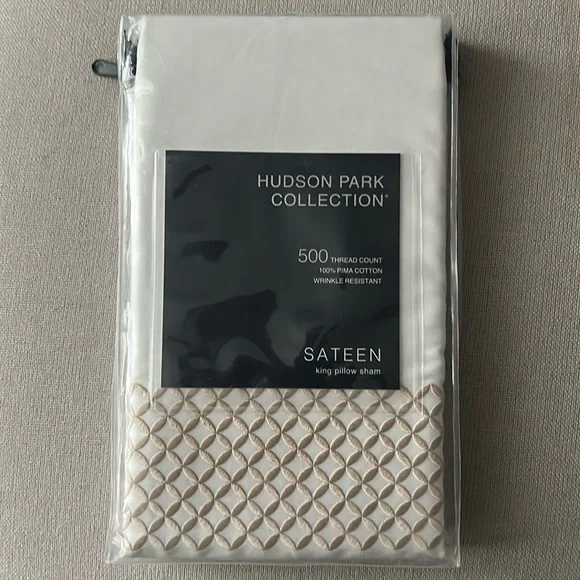 HUDSON PARK
COLLECTION®
500 THREAD COUNT
100% PIMA COTTON
WRINKLE RESISTANT
SATEEN
king pillow sham